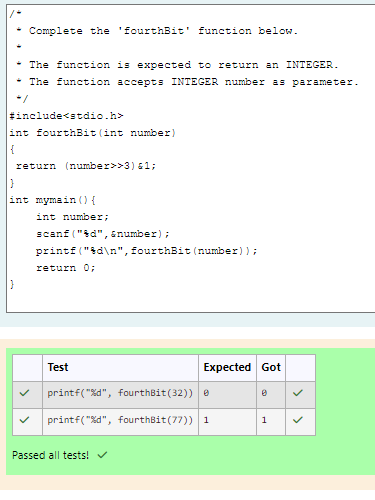 /*
 * Complete the 'fourthBit' function below.
 *
 * The function is expected to return an INTEGER.
 * The function accepts INTEGER number as parameter.
 */
#include<stdio.h>
int fourthBit(int number)
{
 return (number>>3)&1;
}
int mymain(){
    int number;
    scanf("%d",&number);
    printf("%d\n",fourthBit(number));
    return 0;
}
Test Expected Got
✓ printf("%d", fourthBit(32)) 0 0 ✓
✓ printf("%d", fourthBit(77)) 1 1 ✓
Passed all tests! ✓